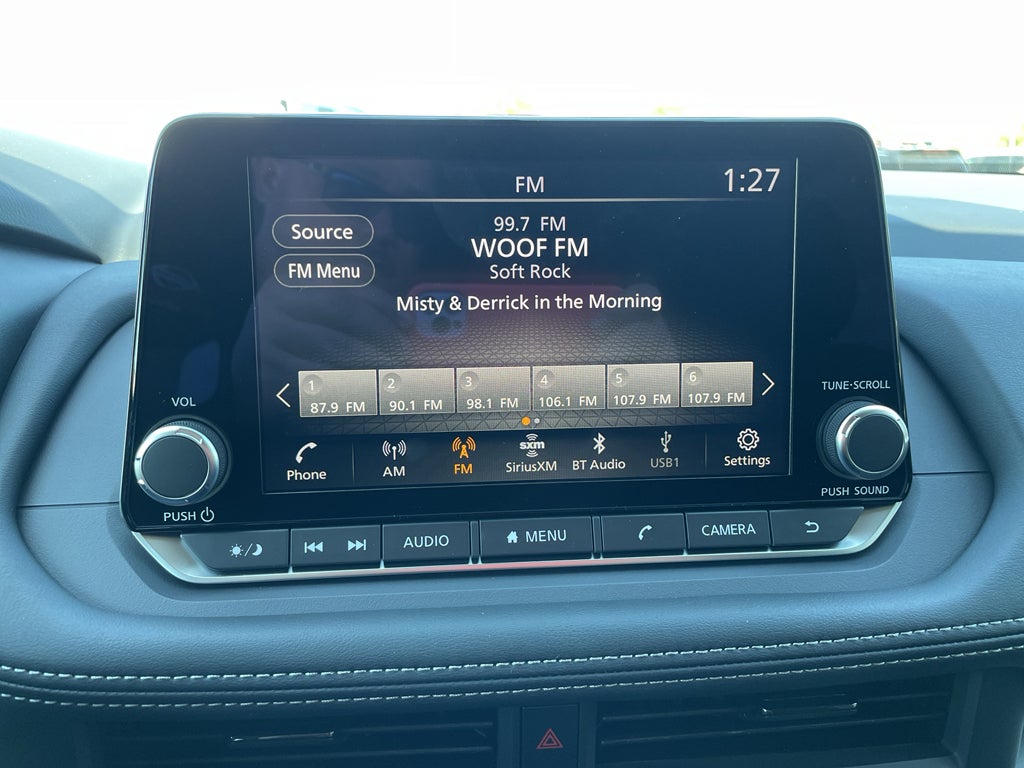 FM
1:27
Source
FM Menu
99.7 FM
WOOF FM
Soft Rock
Misty & Derrick in the Morning
1
87.9 FM
2
90.1 FM
3
98.1 FM
4
106.1 FM
5
107.9 FM
6
107.9 FM
Phone
AM
FM
sxm
SiriusXM
BT Audio
USB1
Settings
VOL
PUSH
TUNE·SCROLL
PUSH SOUND
AUDIO
MENU
CAMERA